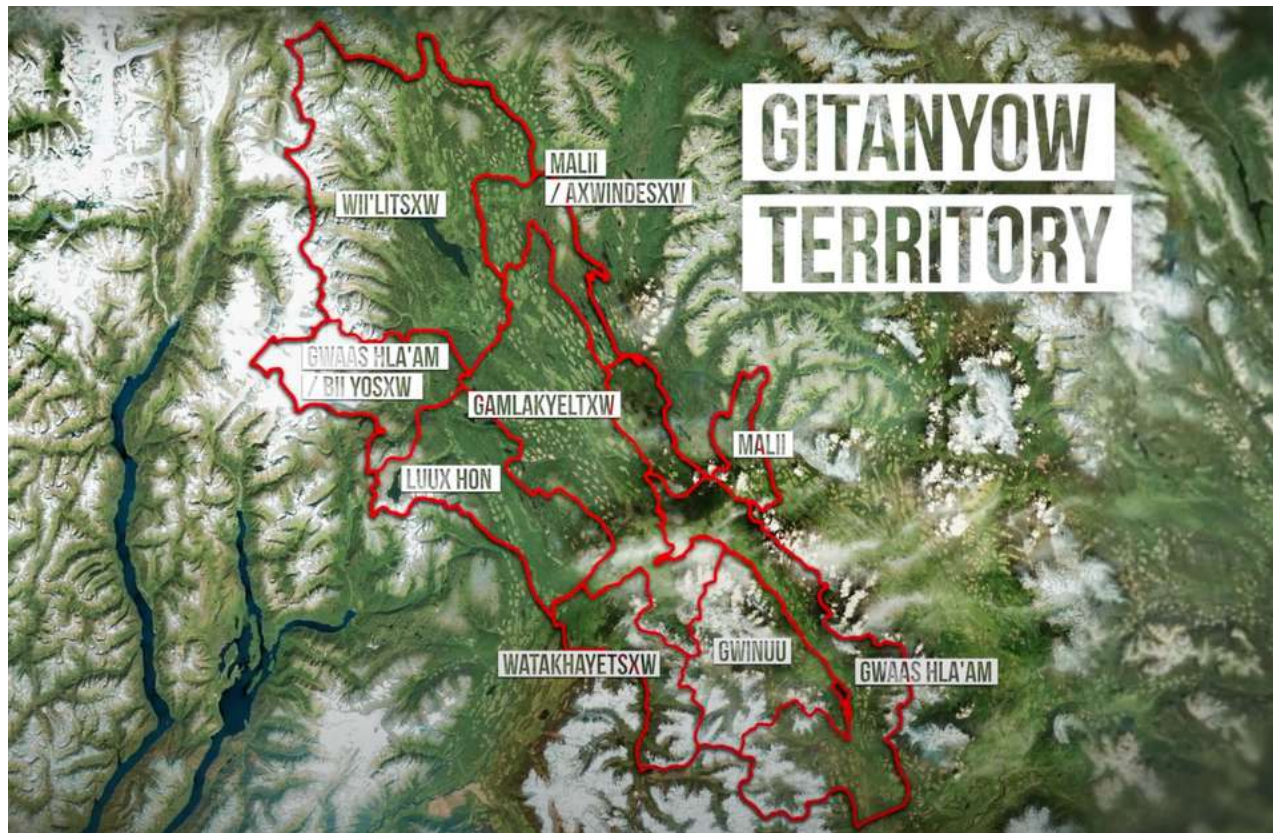 GITANYOW
TERRITORY
MALII
/ AXWINDESXW
WII'LITSXW
GWAAS HLA'AM
/ BII YOSXW
GAMLAKYELTXW
MALII
LUUX HON
WATAKHAYETSXW
GWINUU
GWAAS HLA'AM